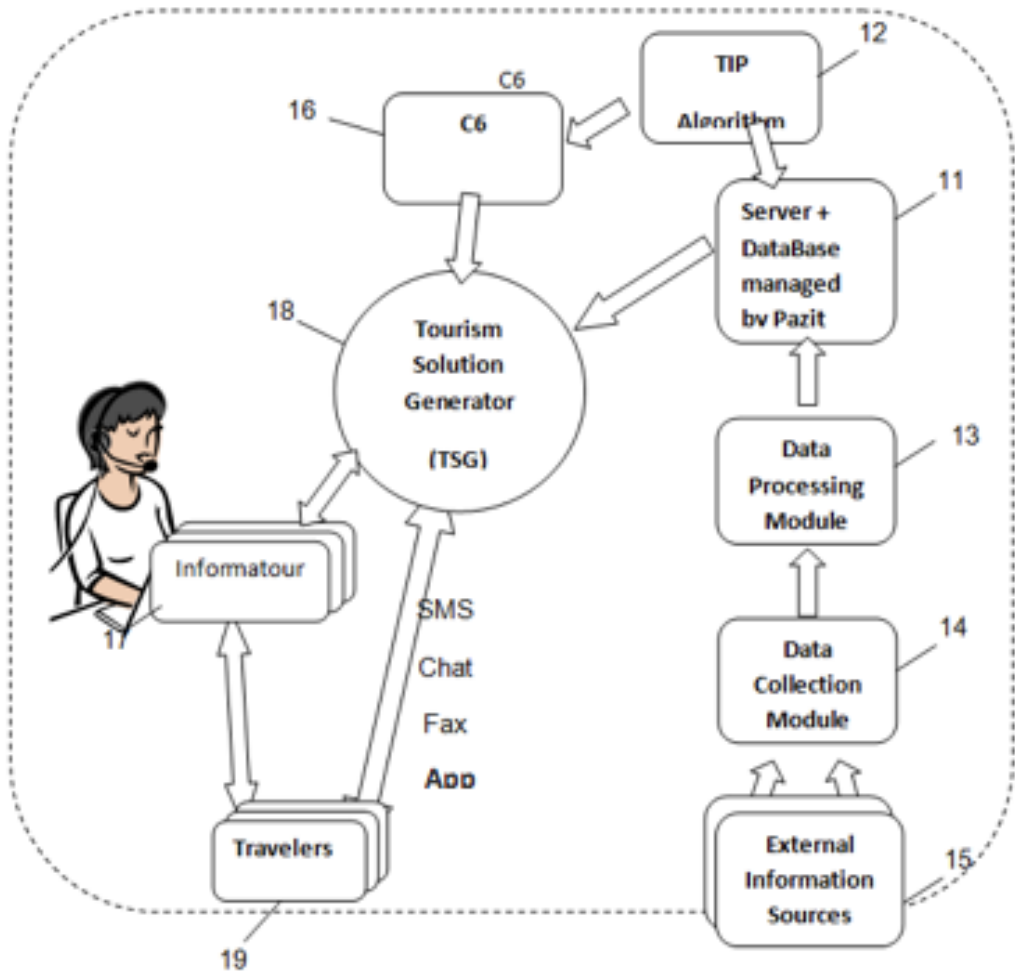 12
TIP
Algorithm
C6
16
C6
11
Server +
DataBase
managed
by Pazit
18
Tourism
Solution
Generator
(TSG)
13
Data
Processing
Module
Informatour
17
SMS
Chat
Fax
App
14
Data
Collection
Module
Travelers
19
External
Information
Sources
15